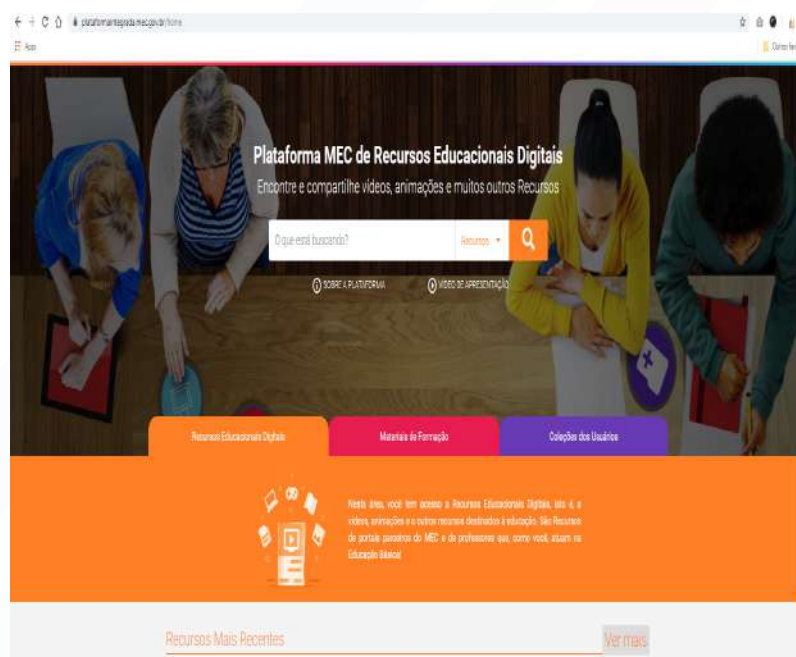 plataformaintegrada.mec.gov.br/home
Apps
Plataforma MEC de Recursos Educacionais Digitais
Encontre e compartilhe vídeos, animações e muitos outros Recursos
O que está buscando?
Recursos
SOBRE A PLATAFORMA
VÍDEO DE APRESENTAÇÃO
Recursos Educacionais Digitais
Materiais de Formação
Coleções dos Usuários
Nesta área, você tem acesso a Recursos Educacionais Digitais, isto é, a
vídeos, animações e a outros recursos destinados à educação. São Recursos
de portais parceiros do MEC e de professores que, como você, atuam na
Educação Básica!
Recursos Mais Recentes
Ver mais